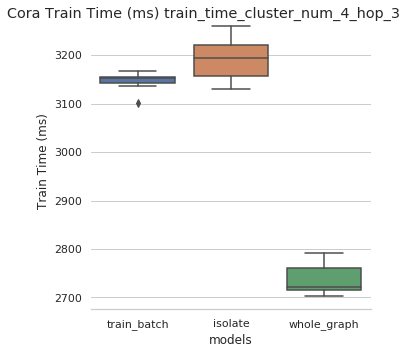 Cora Train Time (ms) train_time_cluster_num_4_hop_3
3200
3100
3000
2900
2800
2700
Train Time (ms)
train_batch isolate whole_graph
models